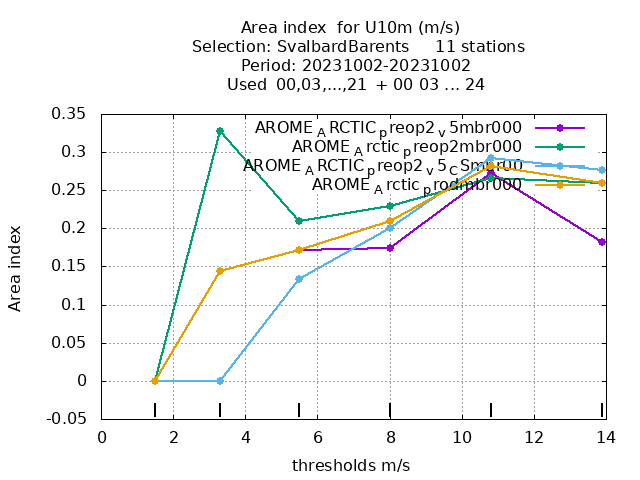 Area index for U10m (m/s)
Selection: SvalbardBarents 11 stations
Period: 20231002-20231002
Used 00,03,...,21 + 00 03 ... 24
0.35
0.3
0.25
0.2
0.15
0.1
0.05
0
-0.05
Area index
AROME_ARCTIC_preop2_v5mbr000
AROME_Arctic_preop2mbr000
AROME_ARCTIC_preop2_v5_CSmbr00
AROME_Arctic_prodmbr000
0 2 4 6 8 10 12 14
thresholds m/s